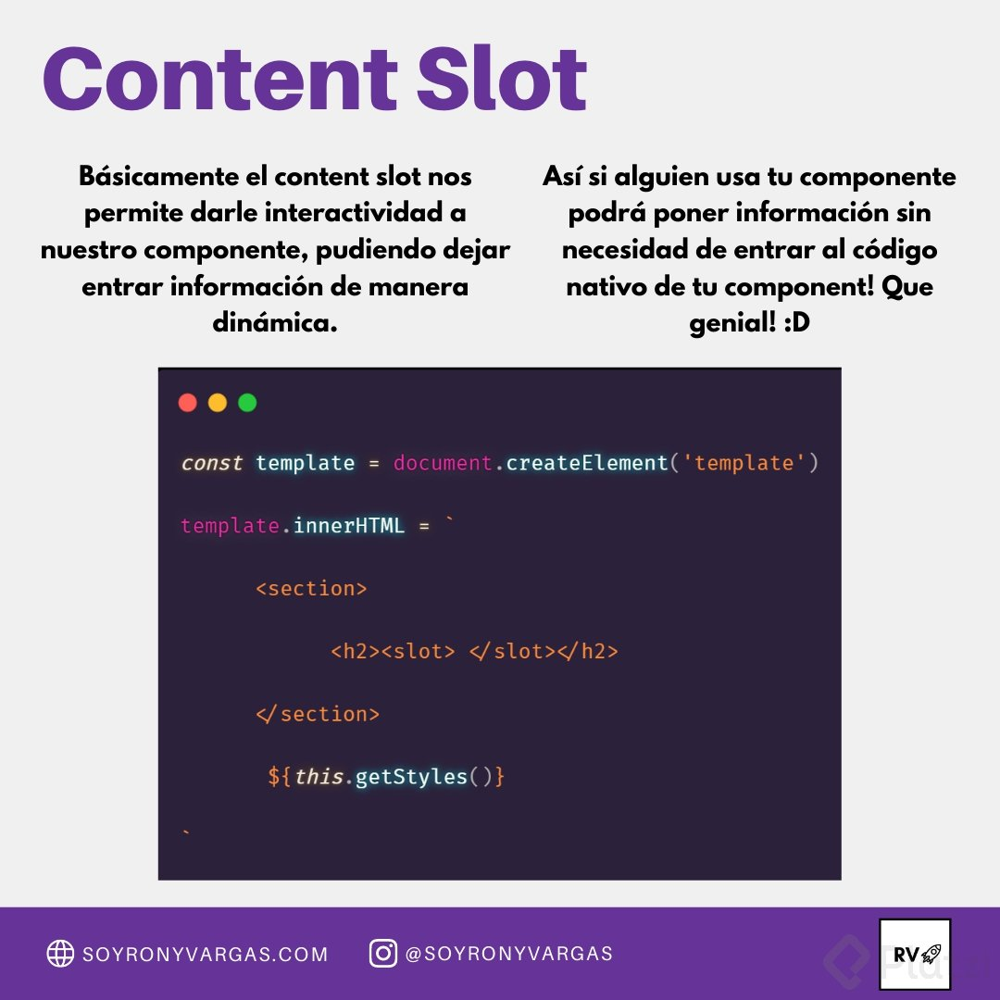 Content Slot
Básicamente el content slot nos
permite darle interactividad a
nuestro componente, pudiendo dejar
entrar información de manera
dinámica.
Así si alguien usa tu componente
podrá poner información sin
necesidad de entrar al código
nativo de tu component! Que
genial! :D
const template = document.createElement('template')
template.innerHTML = `
<section>
<h2><slot> </slot></h2>
</section>
${this.getStyles()}
`
SOYRONYVARGAS.COM
@SOYRONYVARGAS
RV
Platzi